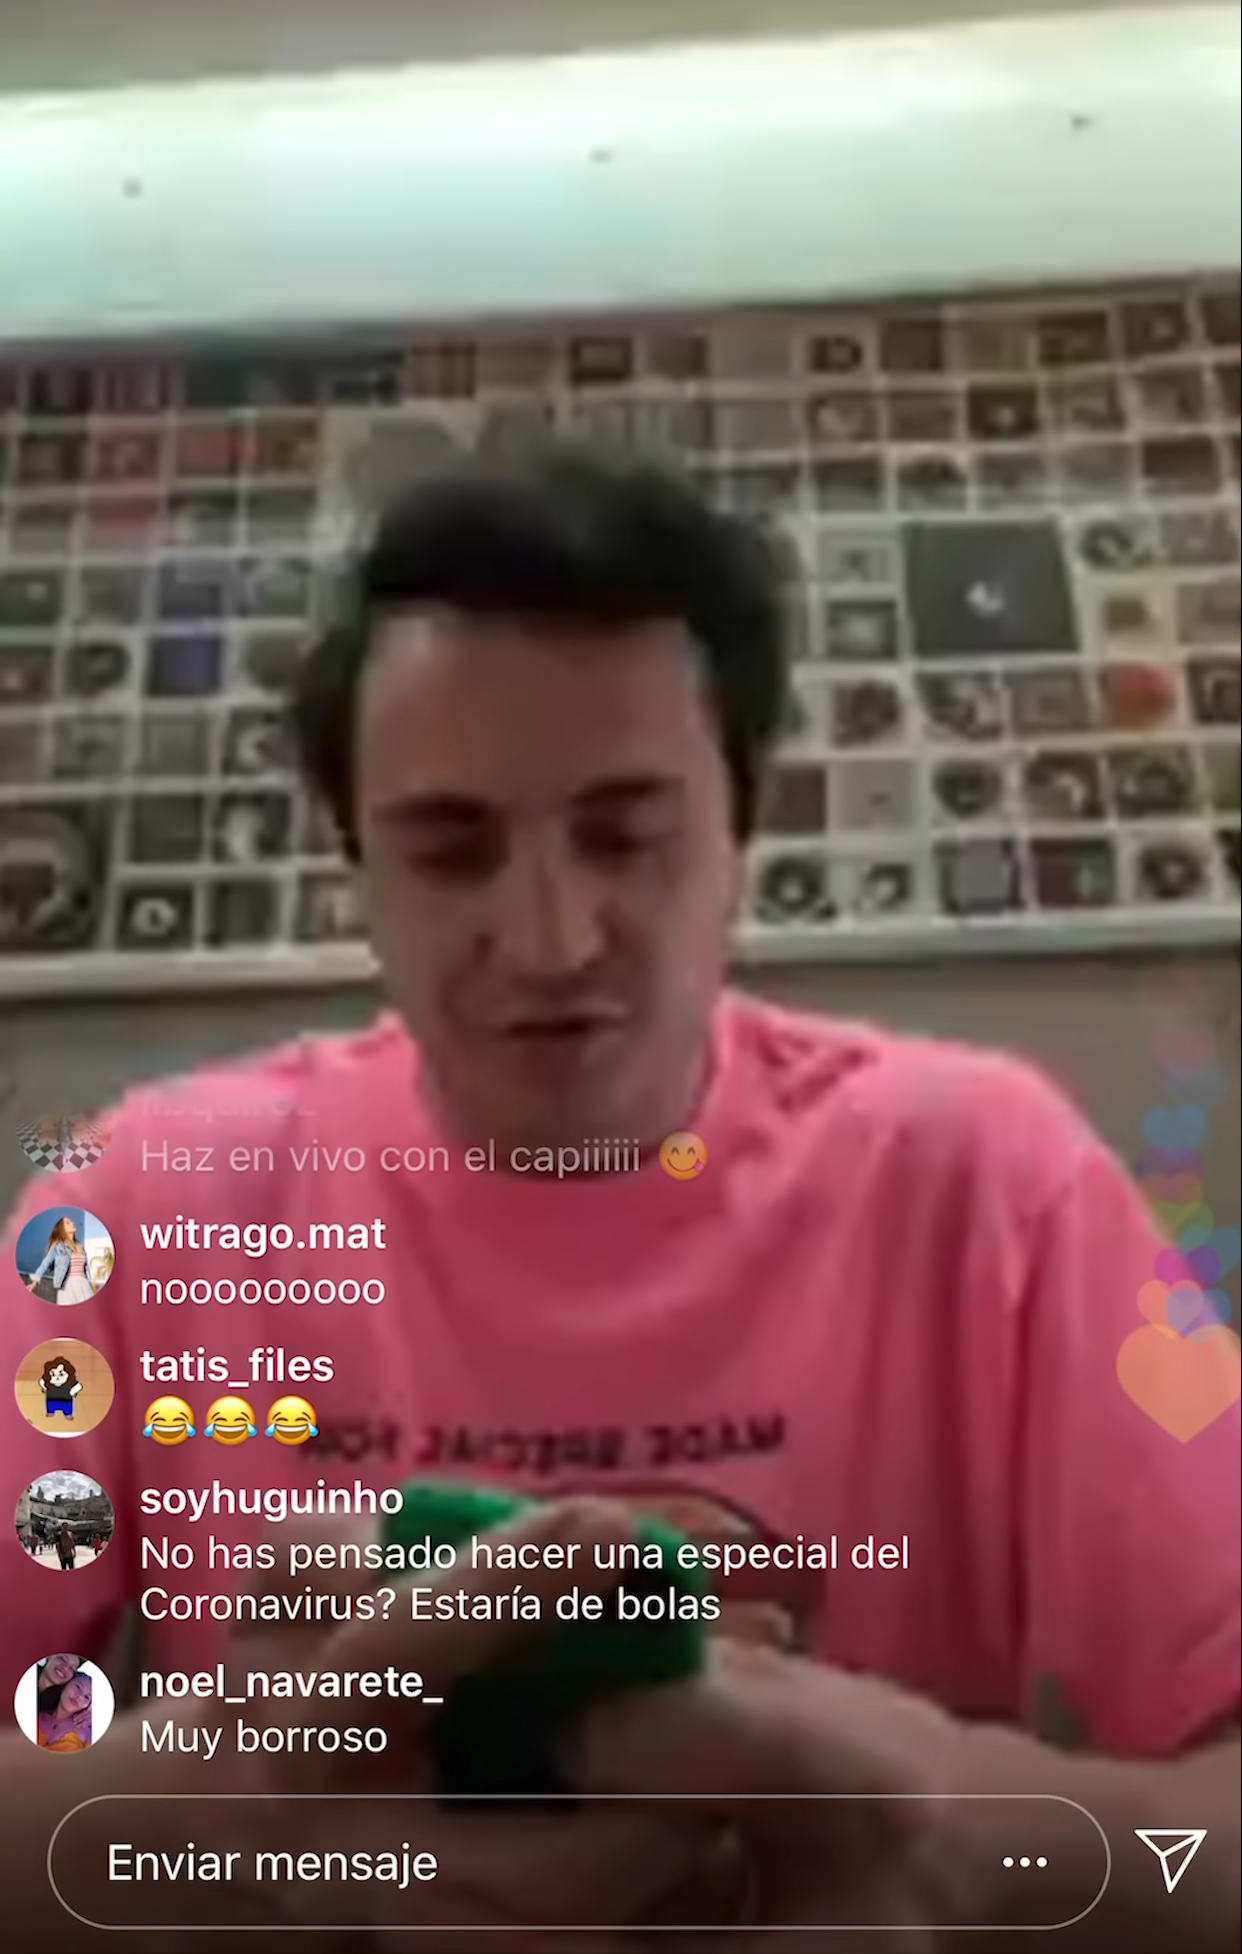 Haz en vivo con el capiiiiii 😋
witrago.mat
nooooooooo
tatis_files
😂😂😂
soyhuguinho
No has pensado hacer una especial del
Coronavirus? Estaría de bolas
noel_navarete_
Muy borroso
Enviar mensaje